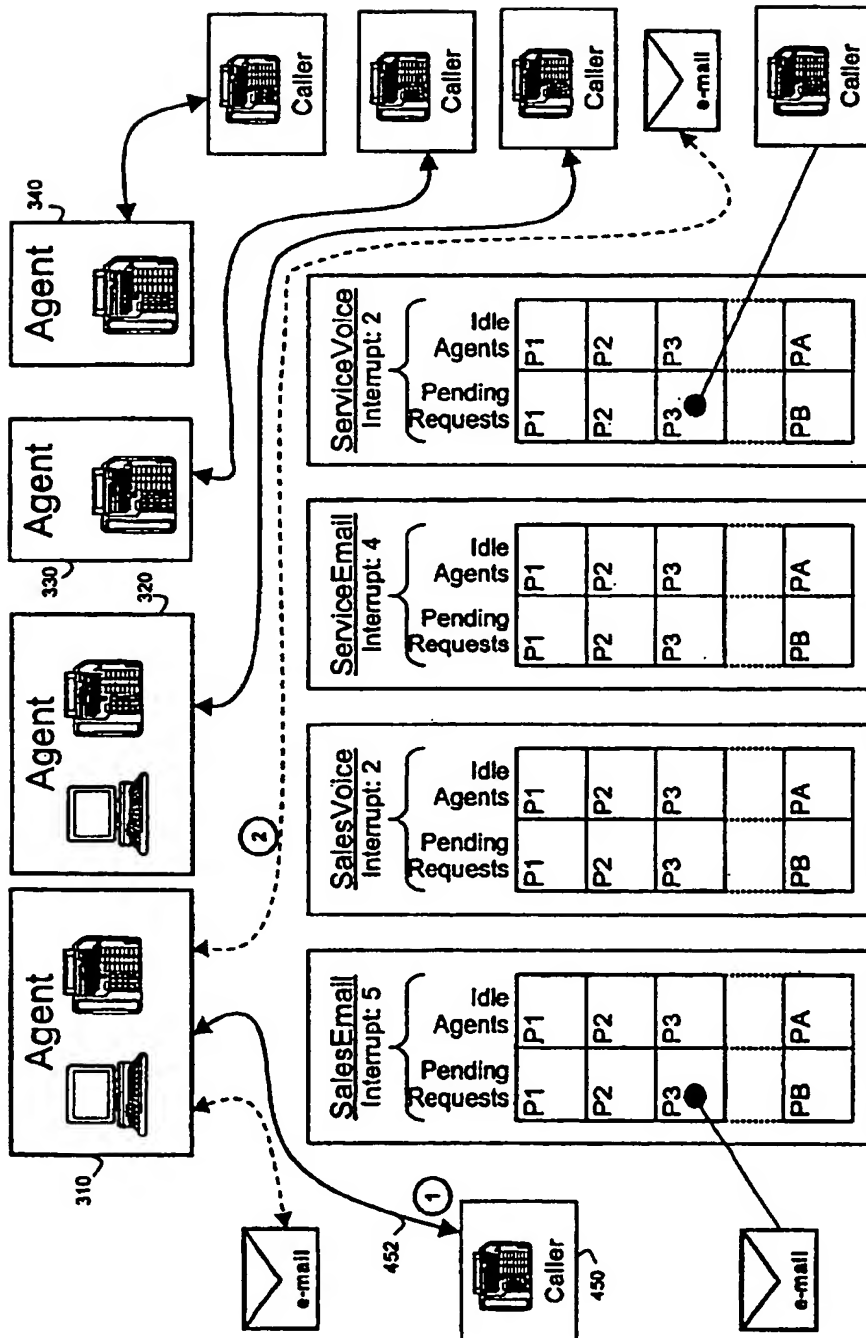 Agent
310
Agent
320
Agent
330
Agent
340
Caller
Caller
Caller
e-mail
Caller
e-mail
452
1
2
Caller
450
e-mail
SalesEmail
Interrupt: 5
Pending
Requests
Idle
Agents
P1 P1
P2 P2
P3 P3
PB PA
SalesVoice
Interrupt: 2
Pending
Requests
Idle
Agents
P1 P1
P2 P2
P3 P3
PB PA
ServiceEmail
Interrupt: 4
Pending
Requests
Idle
Agents
P1 P1
P2 P2
P3 P3
PB PA
ServiceVoice
Interrupt: 2
Pending
Requests
Idle
Agents
P1 P1
P2 P2
P3 P3
PB PA